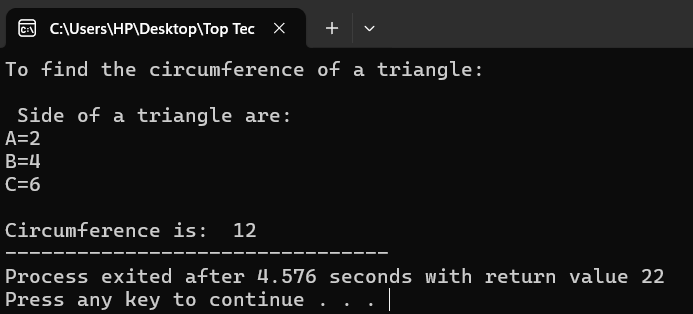 C:\Users\HP\Desktop\Top Tec
To find the circumference of a triangle:
Side of a triangle are:
A=2
B=4
C=6
Circumference is:  12
--------------------------------
Process exited after 4.576 seconds with return value 22
Press any key to continue . . .